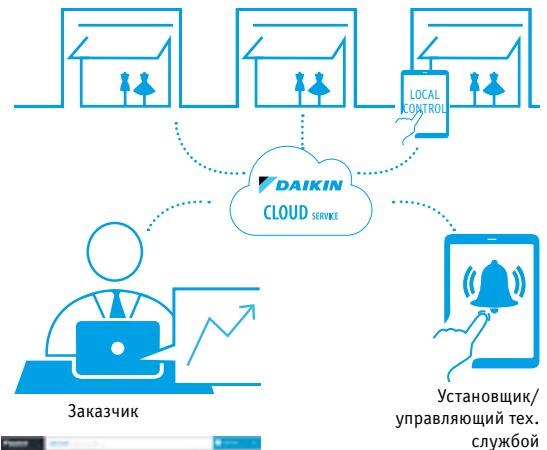 LOCAL
CONTROL
DAIKIN
CLOUD SERVICE
Заказчик
Установщик/
управляющий тех.
службой